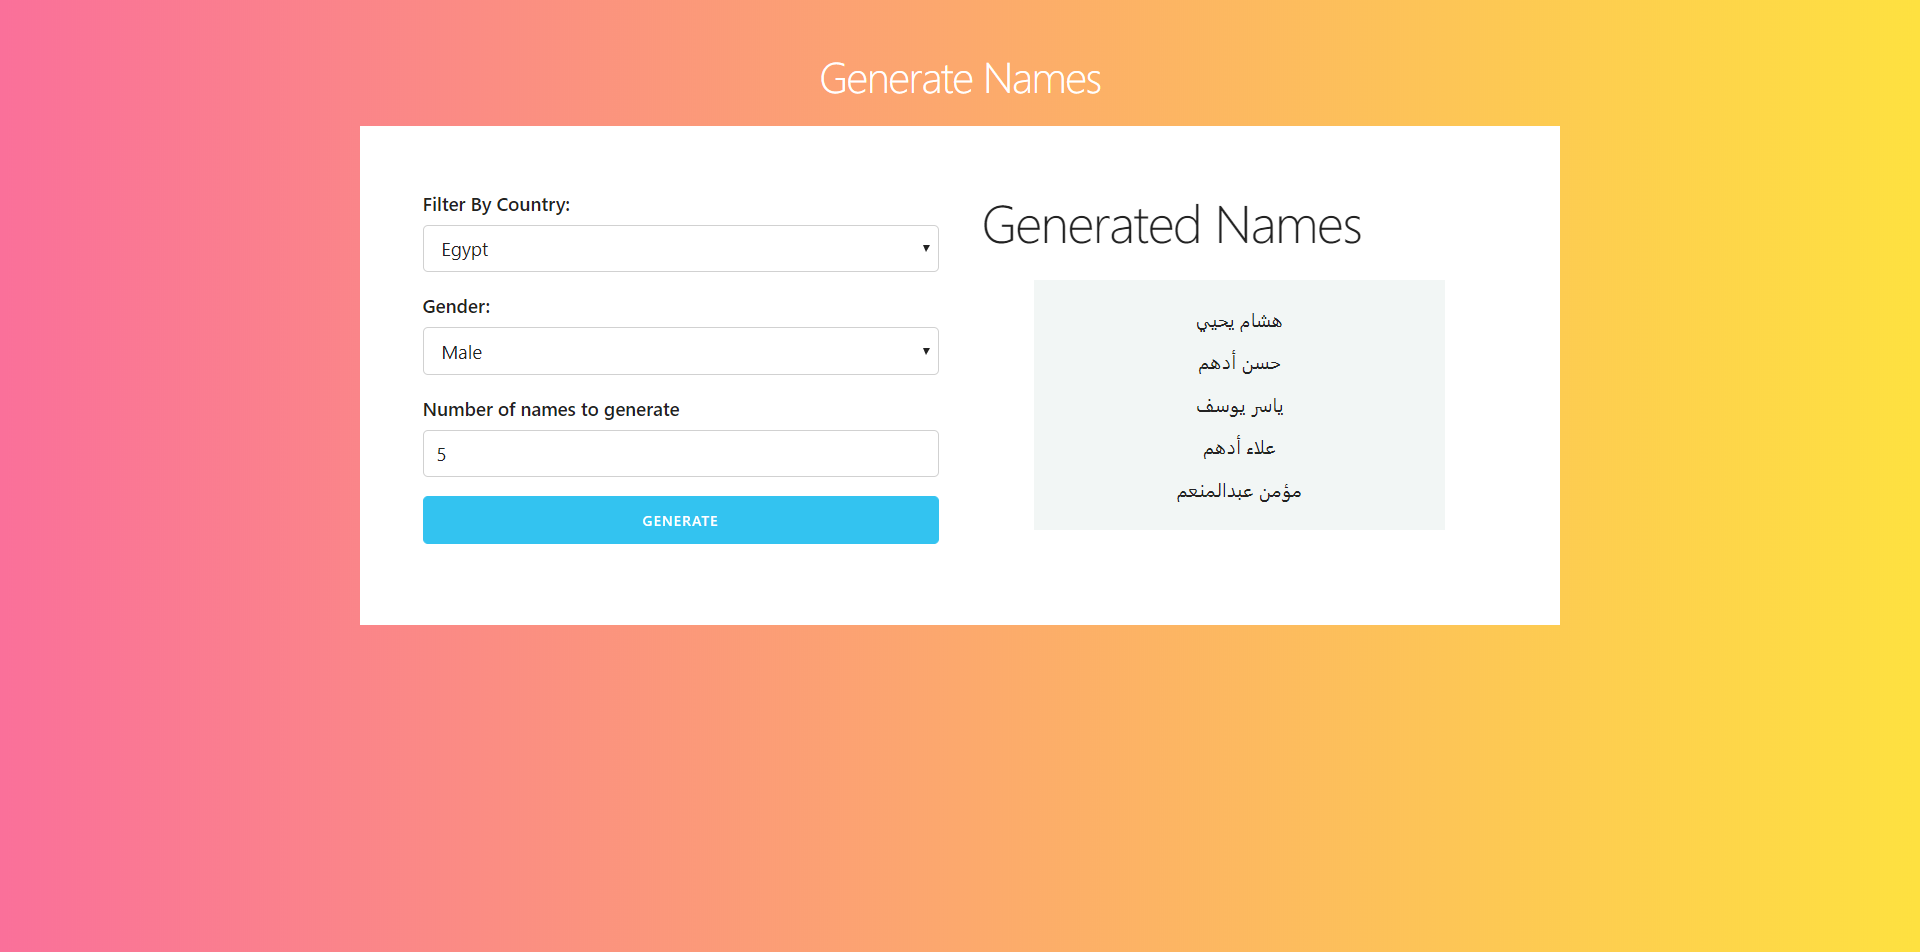 Generate Names
Filter By Country:
Egypt
Gender:
Male
Number of names to generate
5
GENERATE
Generated Names
هشام يحيي
حسن أدهم
ياسر يوسف
علاء أدهم
مؤمن عبدالمنعم